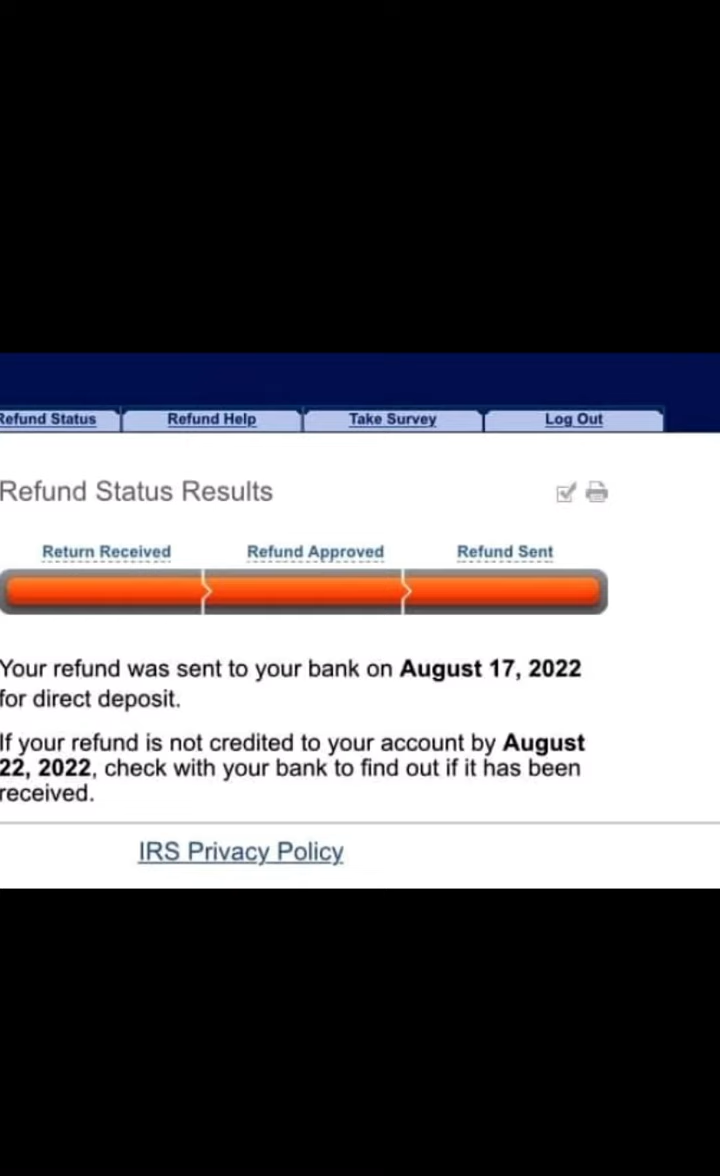 Refund Status Refund Help Take Survey Log Out
Refund Status Results
Return Received Refund Approved Refund Sent
Your refund was sent to your bank on August 17, 2022
for direct deposit.
If your refund is not credited to your account by August
22, 2022, check with your bank to find out if it has been
received.
IRS Privacy Policy